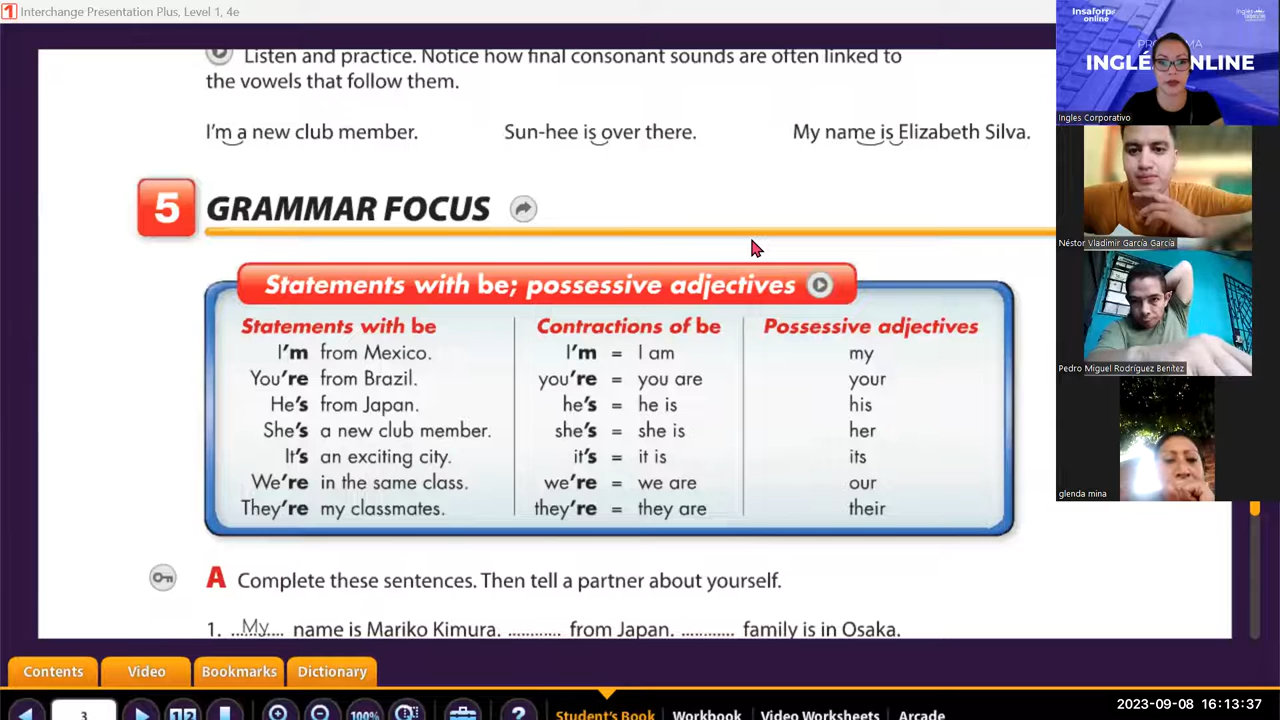 Interchange Presentation Plus, Level 1, 4e
Listen and practice. Notice how final consonant sounds are often linked to
the vowels that follow them.
I'm a new club member. Sun-hee is over there. My name is Elizabeth Silva.
5 GRAMMAR FOCUS
Statements with be; possessive adjectives
Statements with be Contractions of be Possessive adjectives
I'm from Mexico. I'm = I am my
You're from Brazil. you're = you are your
He's from Japan. he's = he is his
She's a new club member. she's = she is her
It's an exciting city. it's = it is its
We're in the same class. we're = we are our
They're my classmates. they're = they are their
A Complete these sentences. Then tell a partner about yourself.
1. My name is Mariko Kimura. ............ from Japan. ............ family is in Osaka.
Contents Video Bookmarks Dictionary
3 1 2 100% ? Student's Book Workbook Video Worksheets Arcade
Insaforp
online
INGLÉS ONLINE
Ingles Corporativo
Néstor Vladimir García García
Pedro Miguel Rodríguez Benítez
glenda mina
2023-09-08 16:13:37